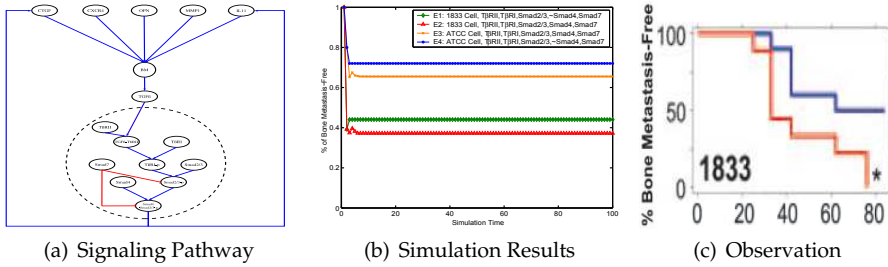 CTGF CXCR4 OPN MMP1 IL11
BM
TGFβ
TβRII
TβRI
Smad7
Smad2/3
Smad4
% of Bone Metastasis-Free
1
0.8
0.6
0.4
0.2
0
E1: 1833 Cell, TβRII,TβRI,Smad2/3,¬Smad4,Smad7
E2: 1833 Cell, TβRII,TβRI,Smad2/3,Smad4,Smad7
E3: ATCC Cell, TβRII,TβRI,Smad2/3,Smad4,Smad7
E4: ATCC Cell, TβRII,TβRI,Smad2/3,¬Smad4,Smad7
0 20 40 60 80 100
Simulation Time
% Bone Metastasis-Free
100
50
0
1833
*
0 20 40 60 80
(a) Signaling Pathway
(b) Simulation Results
(c) Observation